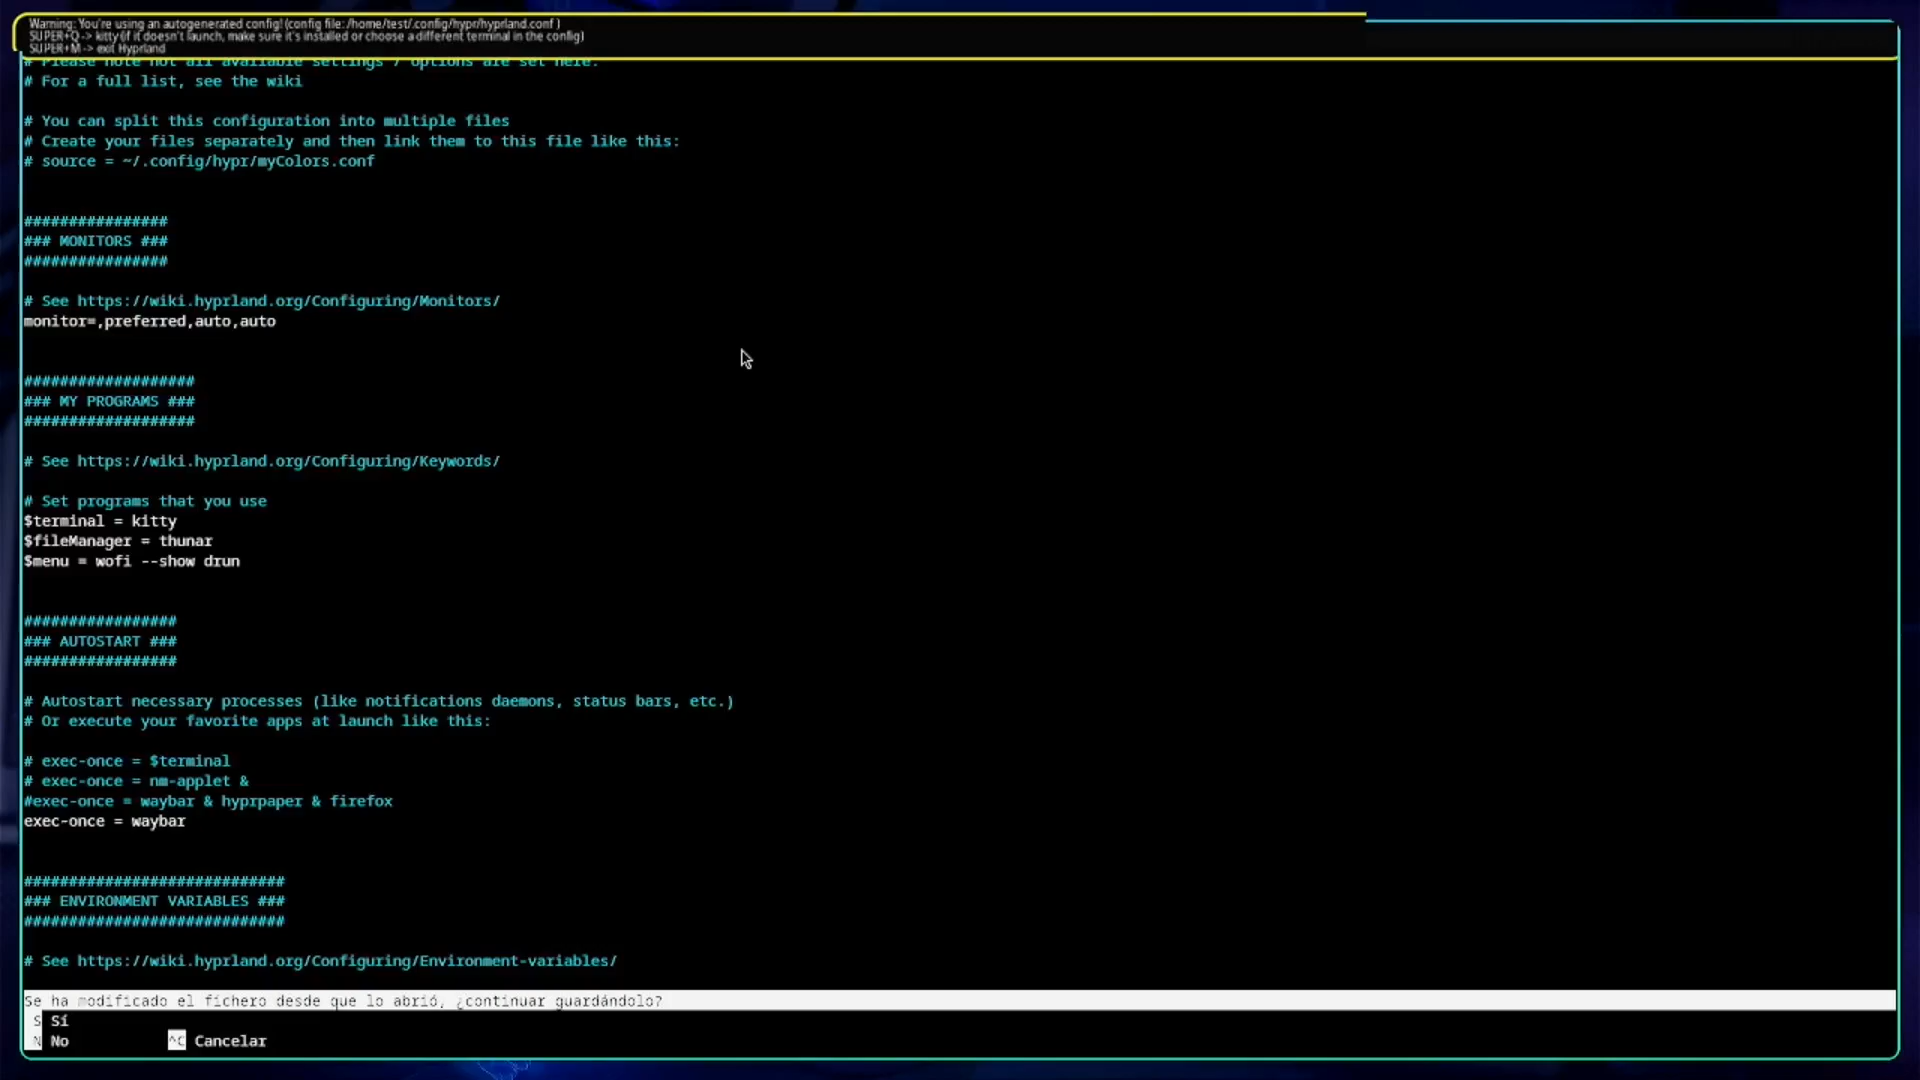 Warning: You're using an autogenerated config! (config file: /home/test/.config/hypr/hyprland.conf )
SUPER+Q -> kitty (if it doesn't launch, make sure it's installed or choose a different terminal in the config)
SUPER+M -> exit Hyprland
# Please note not all available settings / options are set here.
# For a full list, see the wiki
# You can split this configuration into multiple files
# Create your files separately and then link them to this file like this:
# source = ~/.config/hypr/myColors.conf
################
### MONITORS ###
################
# See https://wiki.hyprland.org/Configuring/Monitors/
monitor=,preferred,auto,auto
###################
### MY PROGRAMS ###
###################
# See https://wiki.hyprland.org/Configuring/Keywords/
# Set programs that you use
$terminal = kitty
$fileManager = thunar
$menu = wofi --show drun
#################
### AUTOSTART ###
#################
# Autostart necessary processes (like notifications daemons, status bars, etc.)
# Or execute your favorite apps at launch like this:
# exec-once = $terminal
# exec-once = nm-applet &
#exec-once = waybar & hyprpaper & firefox
exec-once = waybar
#############################
### ENVIRONMENT VARIABLES ###
#############################
# See https://wiki.hyprland.org/Configuring/Environment-variables/
Se ha modificado el fichero desde que lo abrió, ¿continuar guardándolo?
S Sí
N No ^C Cancelar